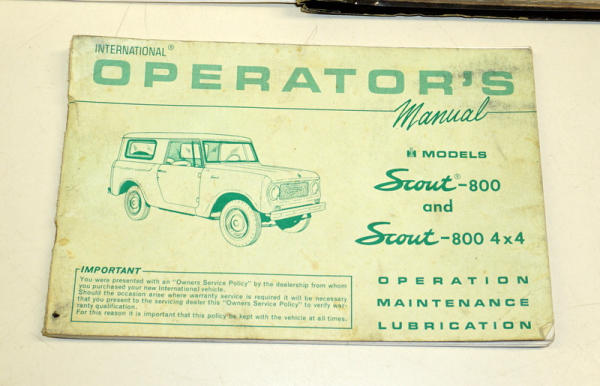 INTERNATIONAL®
OPERATOR'S
Manual
IH MODELS
Scout®-800
and
Scout-800 4x4
IMPORTANT
You were presented with an "Owners Service Policy" by the dealership from whom
you purchased your new International vehicle.
Should the occasion arise where warranty service is required it will be necessary
that you present to the servicing dealer this "Owners Service Policy" to verify war-
ranty qualification.
For this reason it is important that this policy be kept with the vehicle at all times.
OPERATION
MAINTENANCE
LUBRICATION